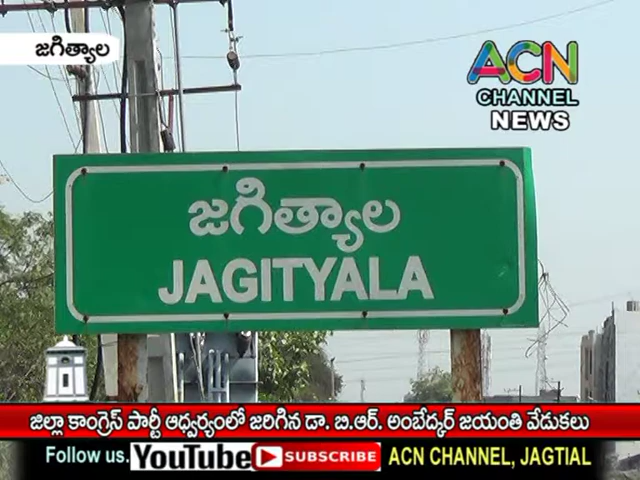 జగిత్యాల
ACN
CHANNEL
NEWS
జగిత్యాల
JAGITYALA
జిల్లా కాంగ్రెస్ పార్టీ ఆధ్వర్యంలో జరిగిన డా. బి.ఆర్. అంబేద్కర్ జయంతి వేడుకలు
Follow us. YouTube SUBSCRIBE ACN CHANNEL, JAGTIAL